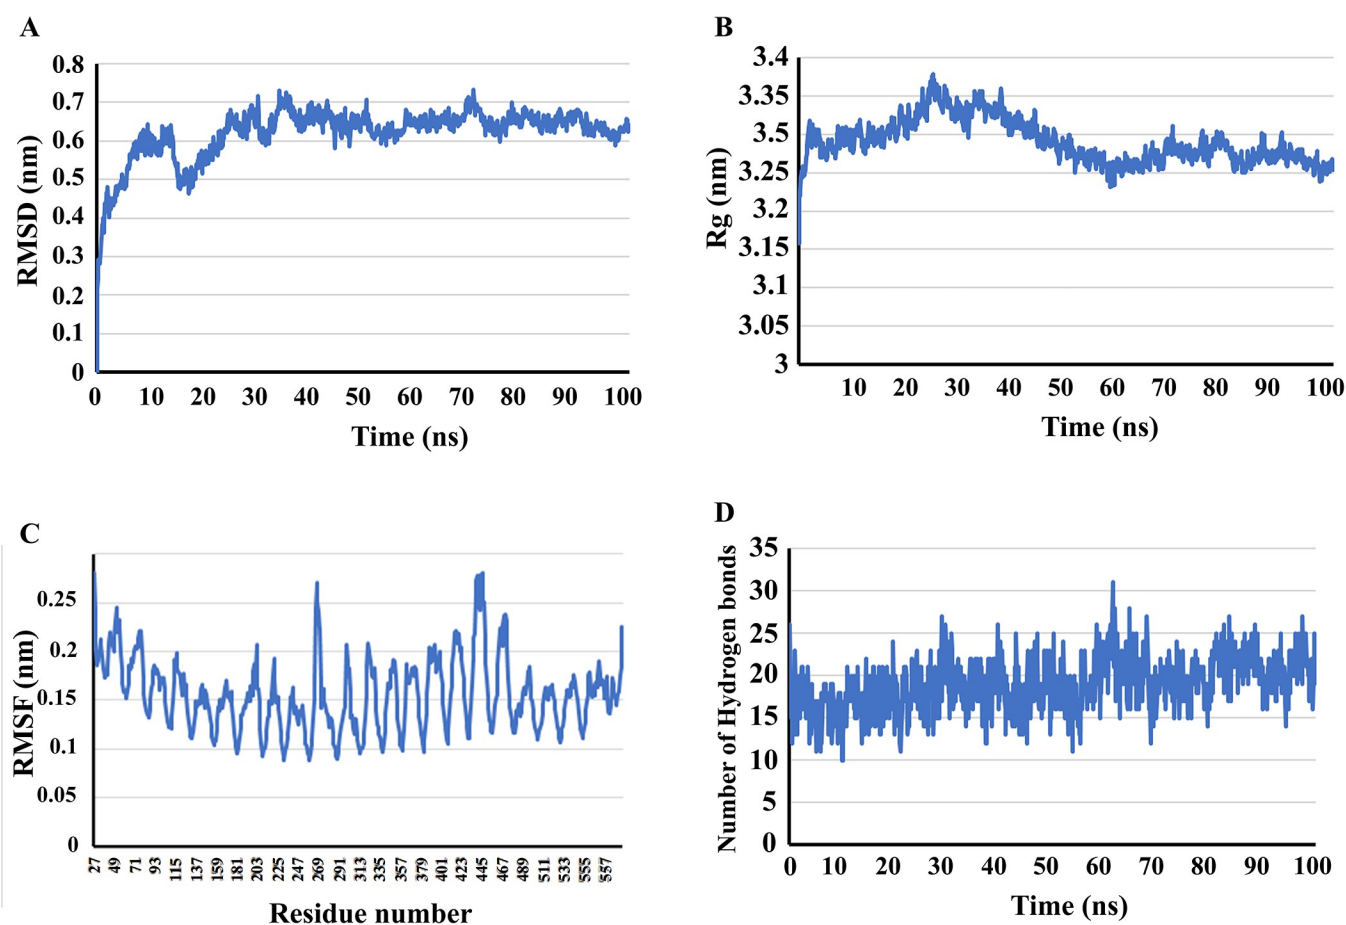 A
0.8
0.7
0.6
0.5
0.4
0.3
0.2
0.1
0
RMSD (nm)
0 10 20 30 40 50 60 70 80 90 100
Time (ns)
B
3.4
3.35
3.5
3.25
3.2
3.15
3.1
3.05
3
Rg (nm)
10 20 30 40 50 60 70 80 90 100
Time (ns)
C
0.25
0.2
0.15
0.1
0.05
0
RMSF (nm)
27 49 71 93 115 137 159 181 203 225 247 269 291 313 335 357 379 401 423 445 467 489 511 533 555 557
Residue number
D
35
30
25
20
15
10
5
0
Number of Hydrogen bonds
0 10 20 30 40 50 60 70 80 90 100
Time (ns)